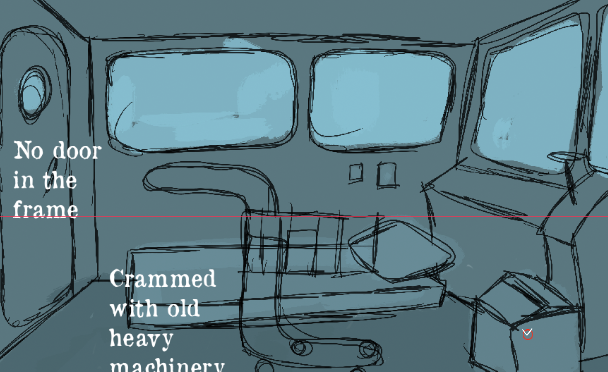 No door
in the
frame
Crammed
with old
heavy
machinery